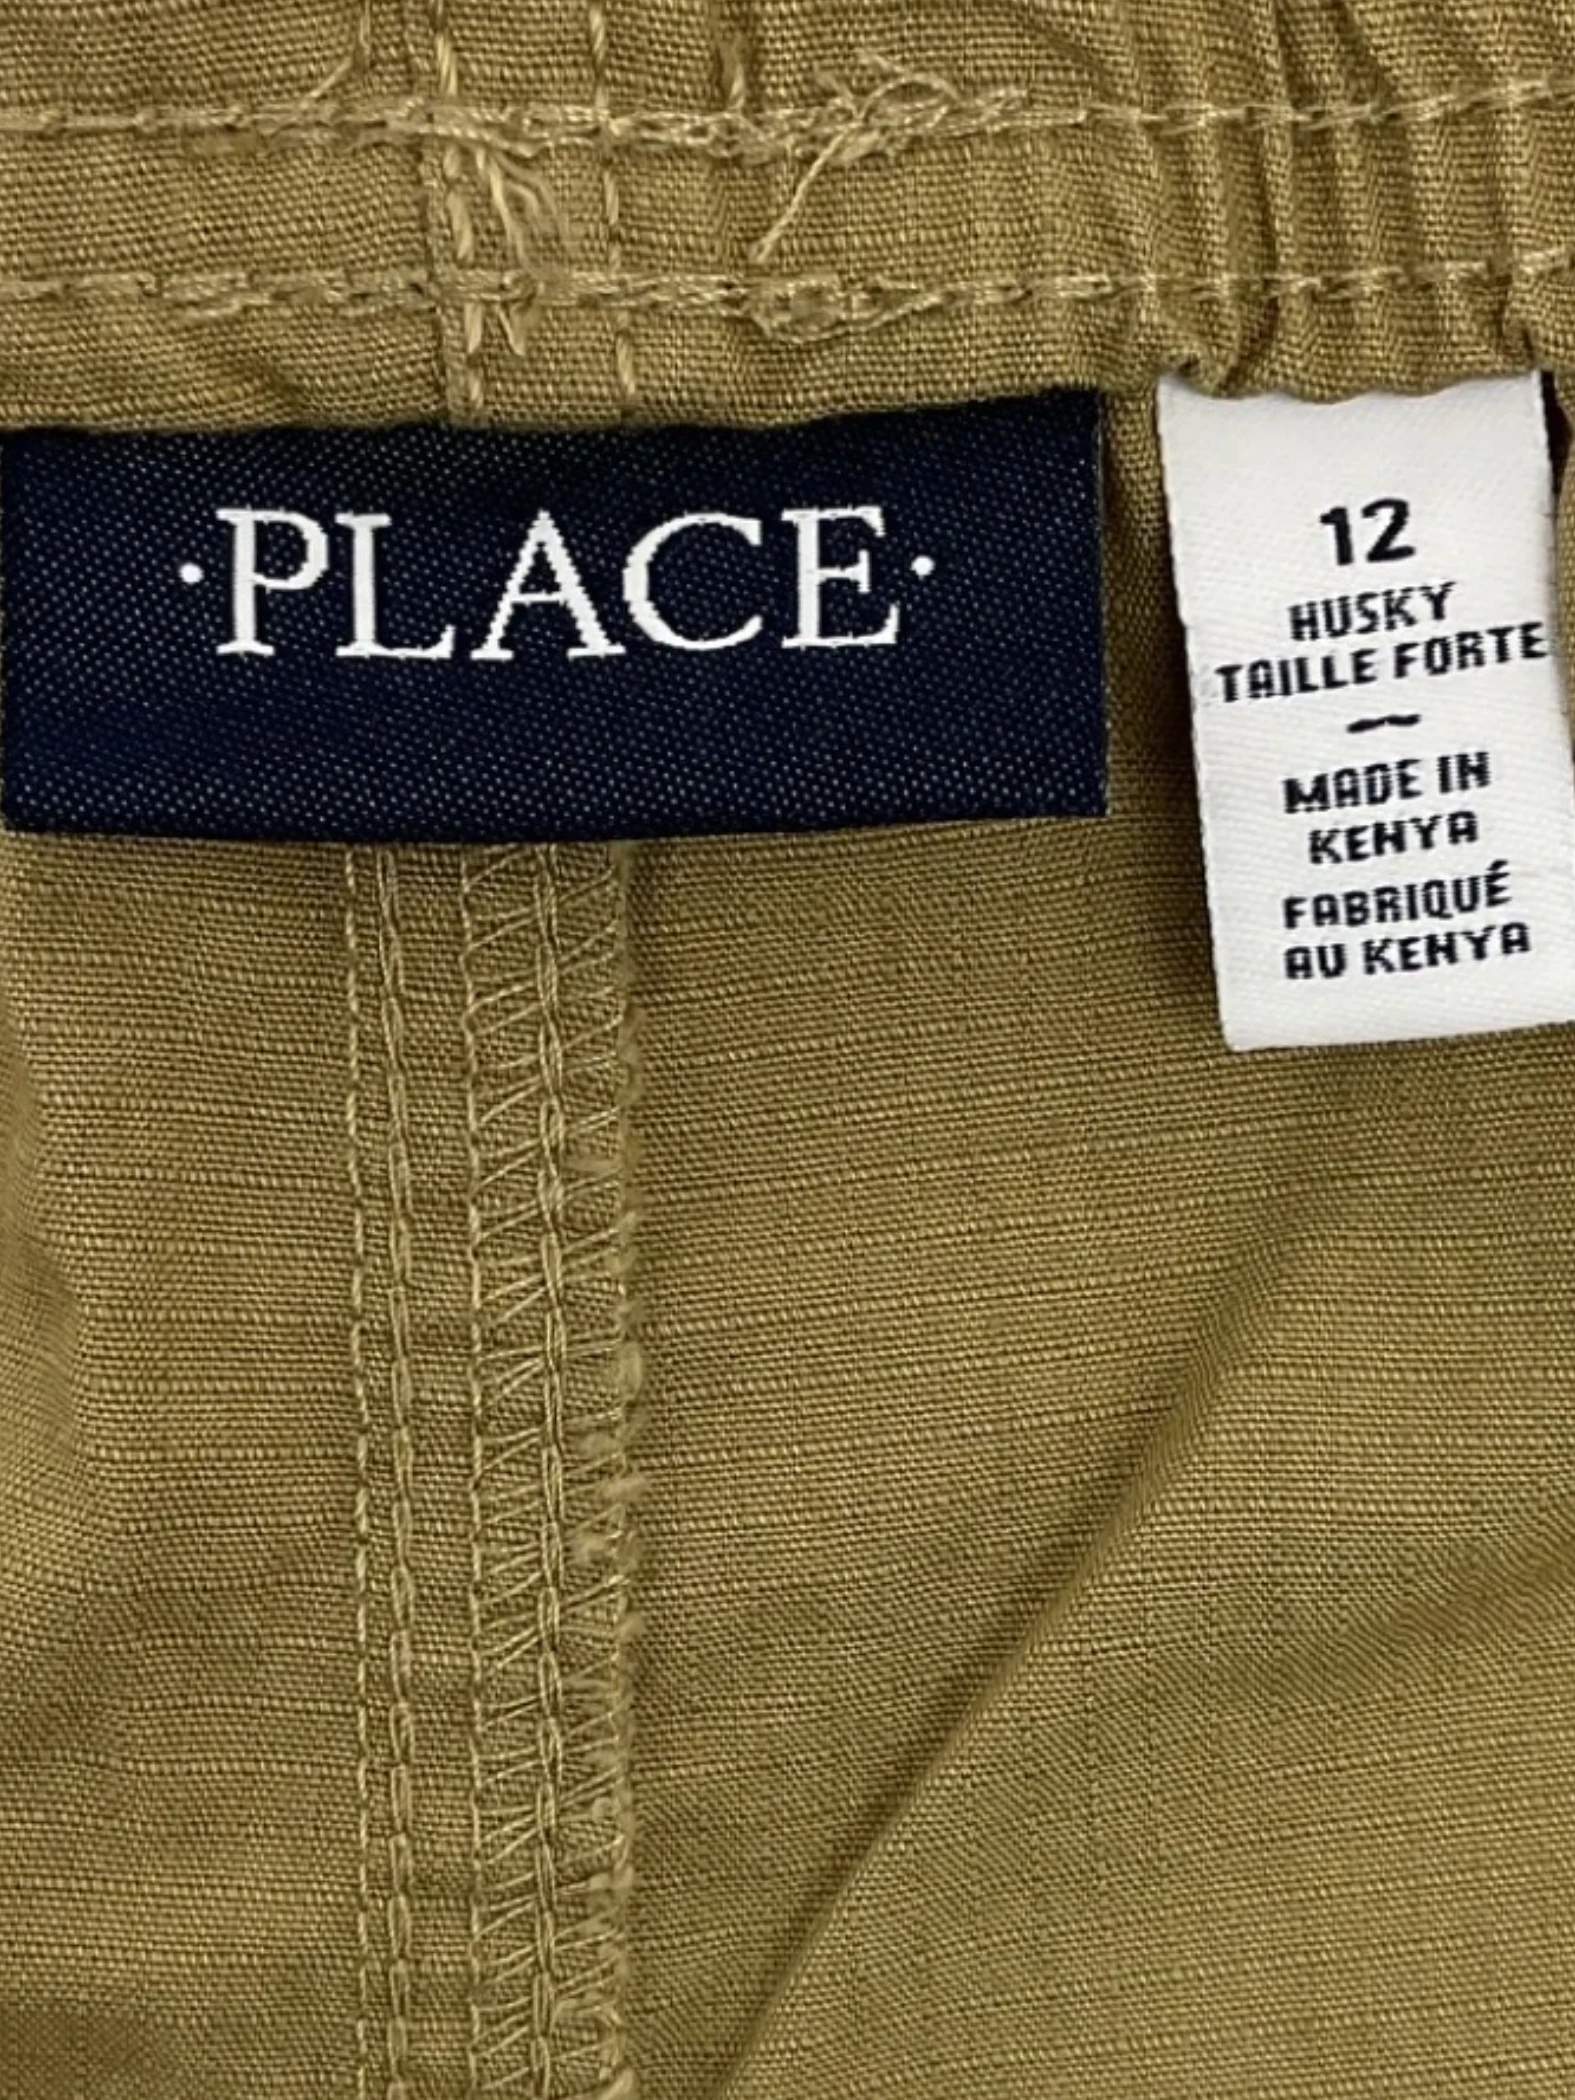 ·PLACE·
12
HUSKY
TAILLE FORTE
~
MADE IN
KENYA
FABRIQUÉ
AU KENYA